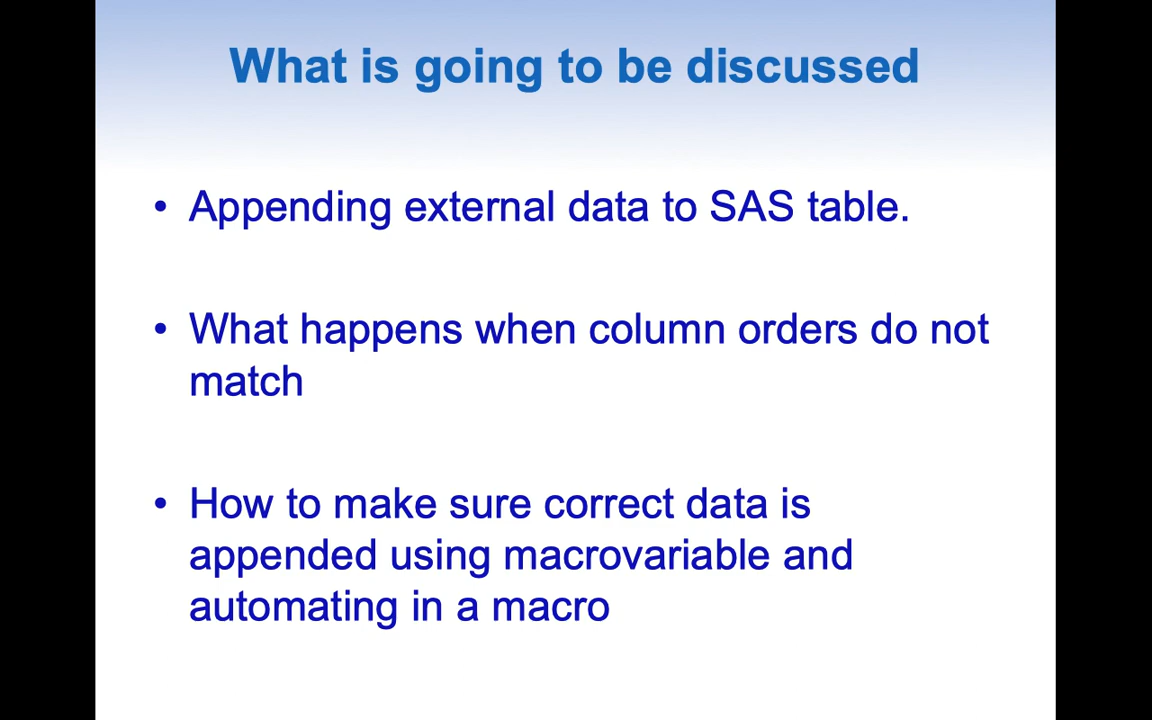 What is going to be discussed
• Appending external data to SAS table.
• What happens when column orders do not
match
• How to make sure correct data is
appended using macrovariable and
automating in a macro